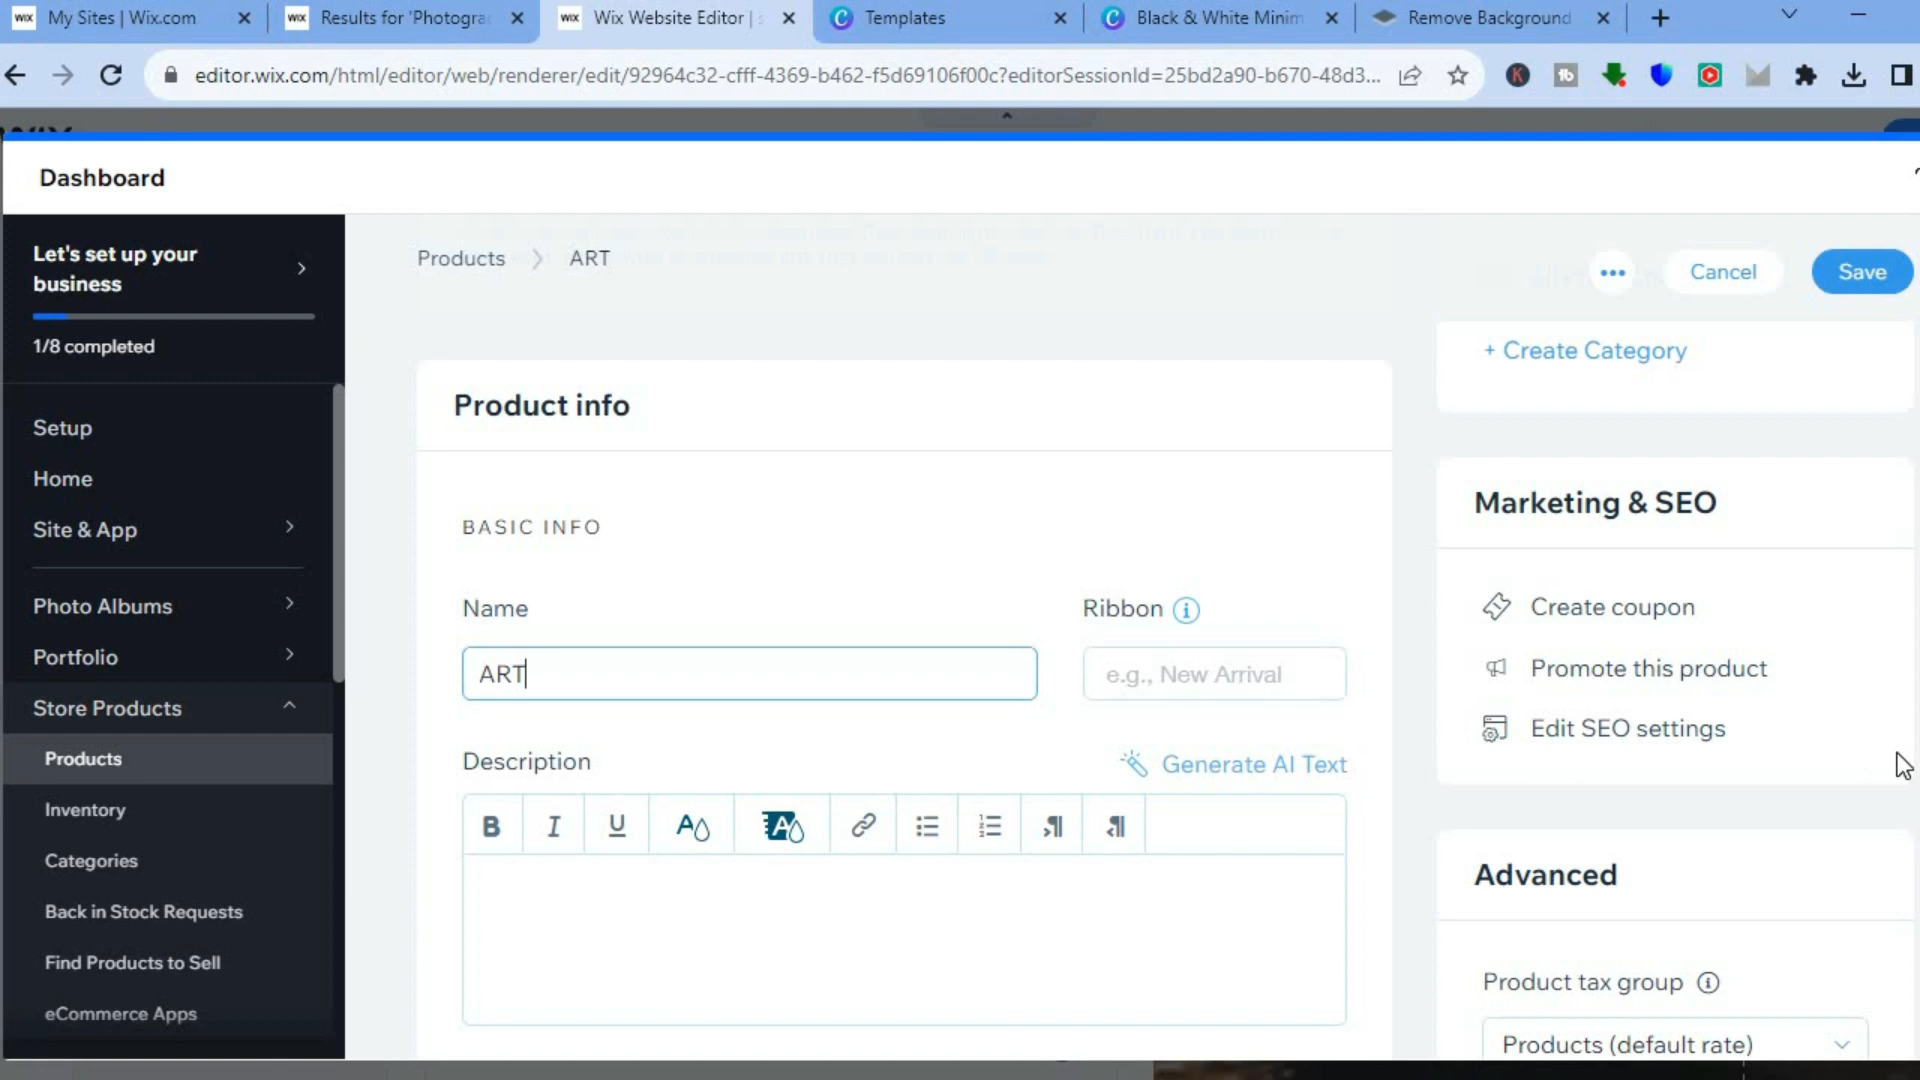 My Sites | Wix.com
Results for 'Photogra
Wix Website Editor |
Templates
Black & White Minim
Remove Background
editor.wix.com/html/editor/web/renderer/edit/92964c32-cfff-4369-b462-f5d69106f00c?editorSessionId=25bd2a90-b670-48d3...
Dashboard
Let's set up your
business
1/8 completed
Setup
Home
Site & App
Photo Albums
Portfolio
Store Products
Products
Inventory
Categories
Back in Stock Requests
Find Products to Sell
eCommerce Apps
Products > ART
... Cancel Save
Product info
BASIC INFO
Name
Ribbon
ART
e.g., New Arrival
Description
Generate AI Text
B I U
+ Create Category
Marketing & SEO
Create coupon
Promote this product
Edit SEO settings
Advanced
Product tax group
Products (default rate)